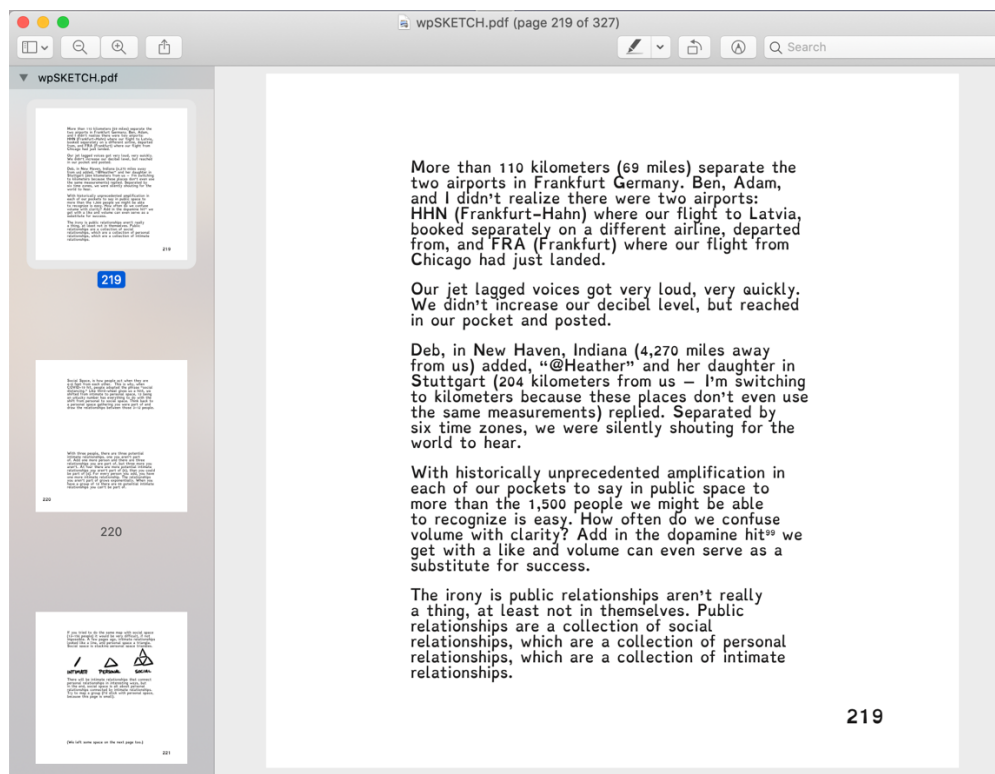 wpSKETCH.pdf (page 219 of 327)
Search
wpSKETCH.pdf
219
220
More than 110 kilometers (69 miles) separate the
two airports in Frankfurt Germany. Ben, Adam,
and I didn't realize there were two airports:
HHN (Frankfurt–Hahn) where our flight to Latvia,
booked separately on a different airline, departed
from, and FRA (Frankfurt) where our flight from
Chicago had just landed.
Our jet lagged voices got very loud, very quickly.
We didn't increase our decibel level, but reached
in our pocket and posted.
Deb, in New Haven, Indiana (4,270 miles away
from us) added, “@Heather” and her daughter in
Stuttgart (204 kilometers from us – I'm switching
to kilometers because these places don't even use
the same measurements) replied. Separated by
six time zones, we were silently shouting for the
world to hear.
With historically unprecedented amplification in
each of our pockets to say in public space to
more than the 1,500 people we might be able
to recognize is easy. How often do we confuse
volume with clarity? Add in the dopamine hit⁹⁹ we
get with a like and volume can even serve as a
substitute for success.
The irony is public relationships aren't really
a thing, at least not in themselves. Public
relationships are a collection of social
relationships, which are a collection of personal
relationships, which are a collection of intimate
relationships.
219